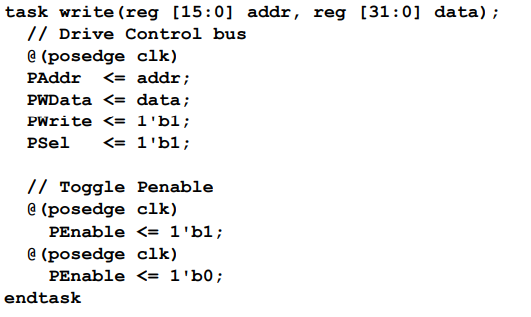 task write(reg [15:0] addr, reg [31:0] data);
// Drive Control bus
@(posedge clk)
PAddr <= addr;
PWData <= data;
PWrite <= 1'b1;
PSel <= 1'b1;
// Toggle Penable
@(posedge clk)
PEnable <= 1'b1;
@(posedge clk)
PEnable <= 1'b0;
endtask